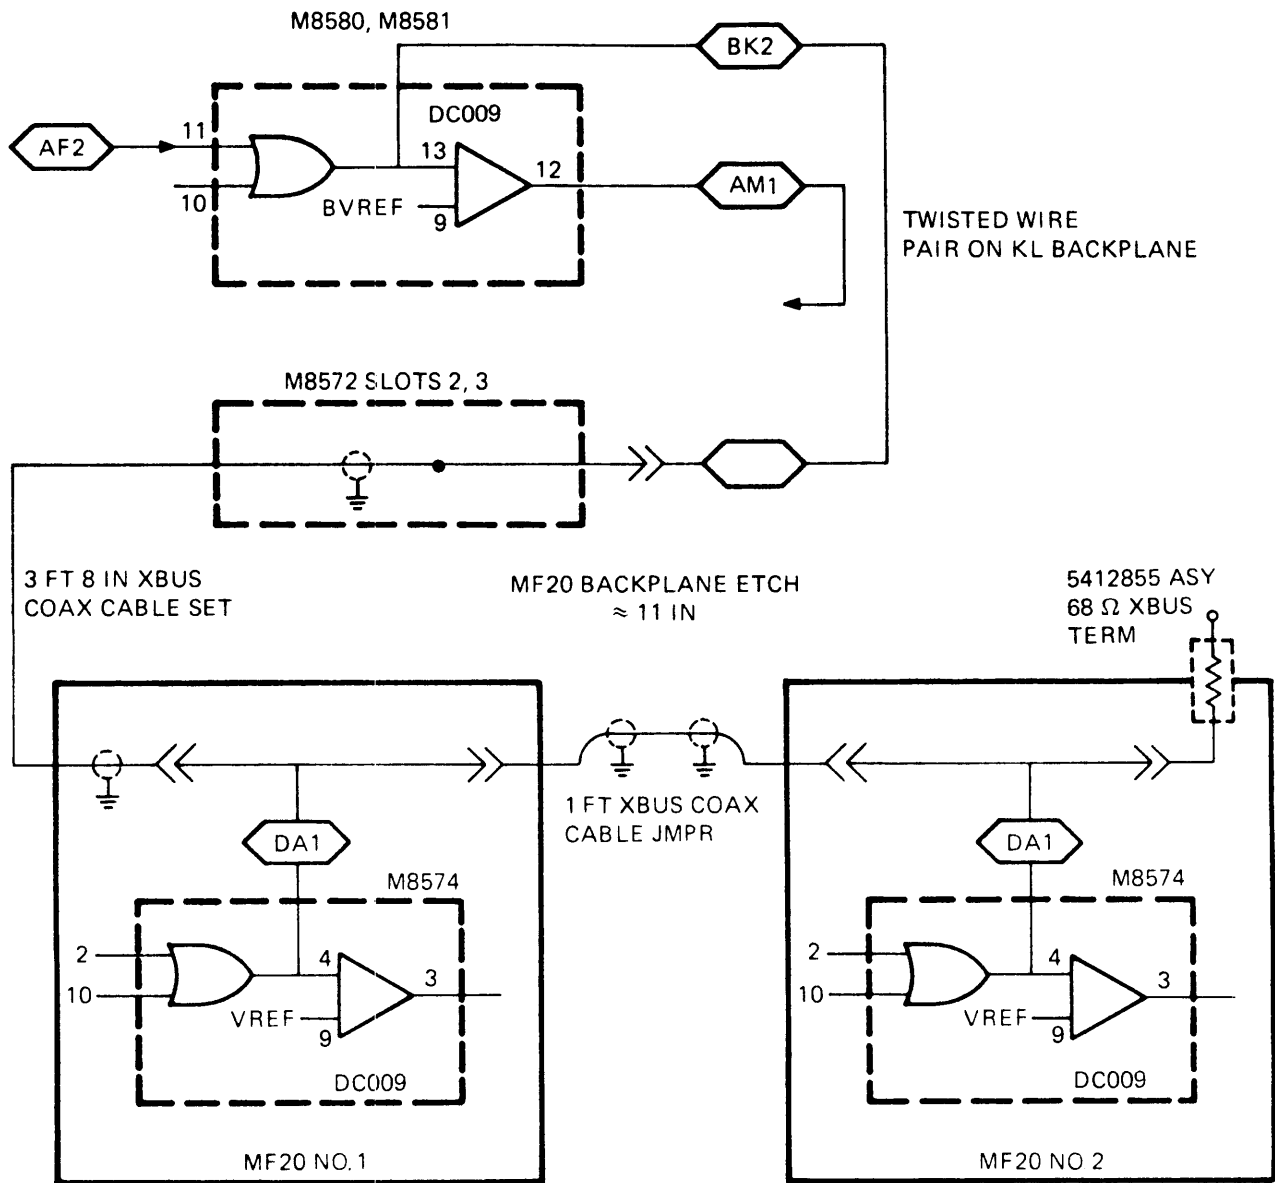 M8580, M8581
BK2
DC009
AF2
11
10
13
12
BVREF
9
AM1
TWISTED WIRE
PAIR ON KL BACKPLANE
M8572 SLOTS 2, 3
3 FT 8 IN XBUS
COAX CABLE SET
MF20 BACKPLANE ETCH
≈ 11 IN
5412855 ASY
68 Ω XBUS
TERM
1 FT XBUS COAX
CABLE JMPR
DA1
M8574
2
10
4
3
VREF
9
DC009
MF20 NO. 1
DA1
M8574
2
10
4
3
VREF
9
DC009
MF20 NO 2